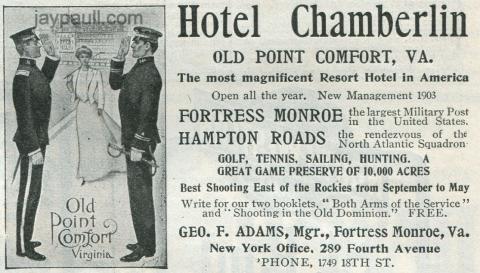 jaypaull.com
Old
Point
Comfort
Virginia.
Hotel Chamberlin
OLD POINT COMFORT, VA.
The most magnificent Resort Hotel in America
Open all the year. New Management 1903
FORTRESS MONROE the largest Military Post
in the United States.
HAMPTON ROADS the rendezvous of the
North Atlantic Squadron
GOLF, TENNIS, SAILING, HUNTING. A
GREAT GAME PRESERVE OF 10,000 ACRES
Best Shooting East of the Rockies from September to May
Write for our two booklets, "Both Arms of the Service"
and "Shooting in the Old Dominion." FREE.
GEO. F. ADAMS, Mgr., Fortress Monroe, Va.
New York Office, 289 Fourth Avenue
'PHONE, 1749 18TH ST.